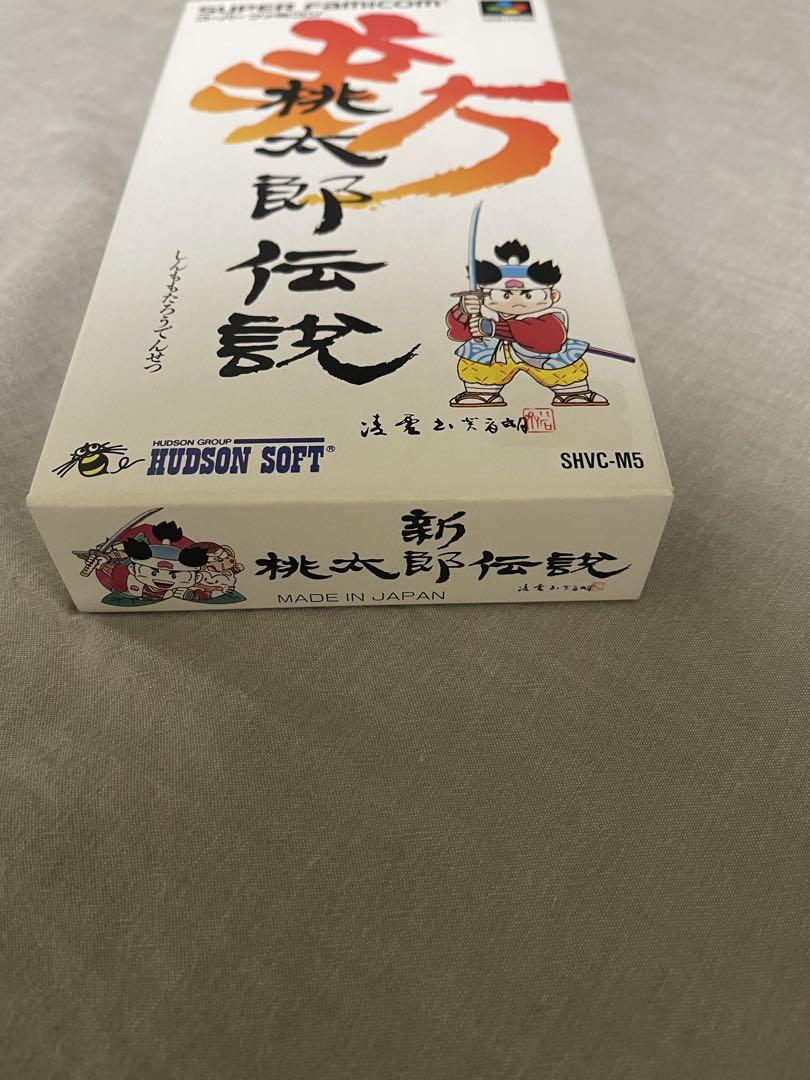 SUPER FAMICOM
新
桃太郎伝説
しんももたろうでんせつ
HUDSON GROUP
HUDSON SOFT®
SHVC-M5
新
桃太郎伝説
MADE IN JAPAN